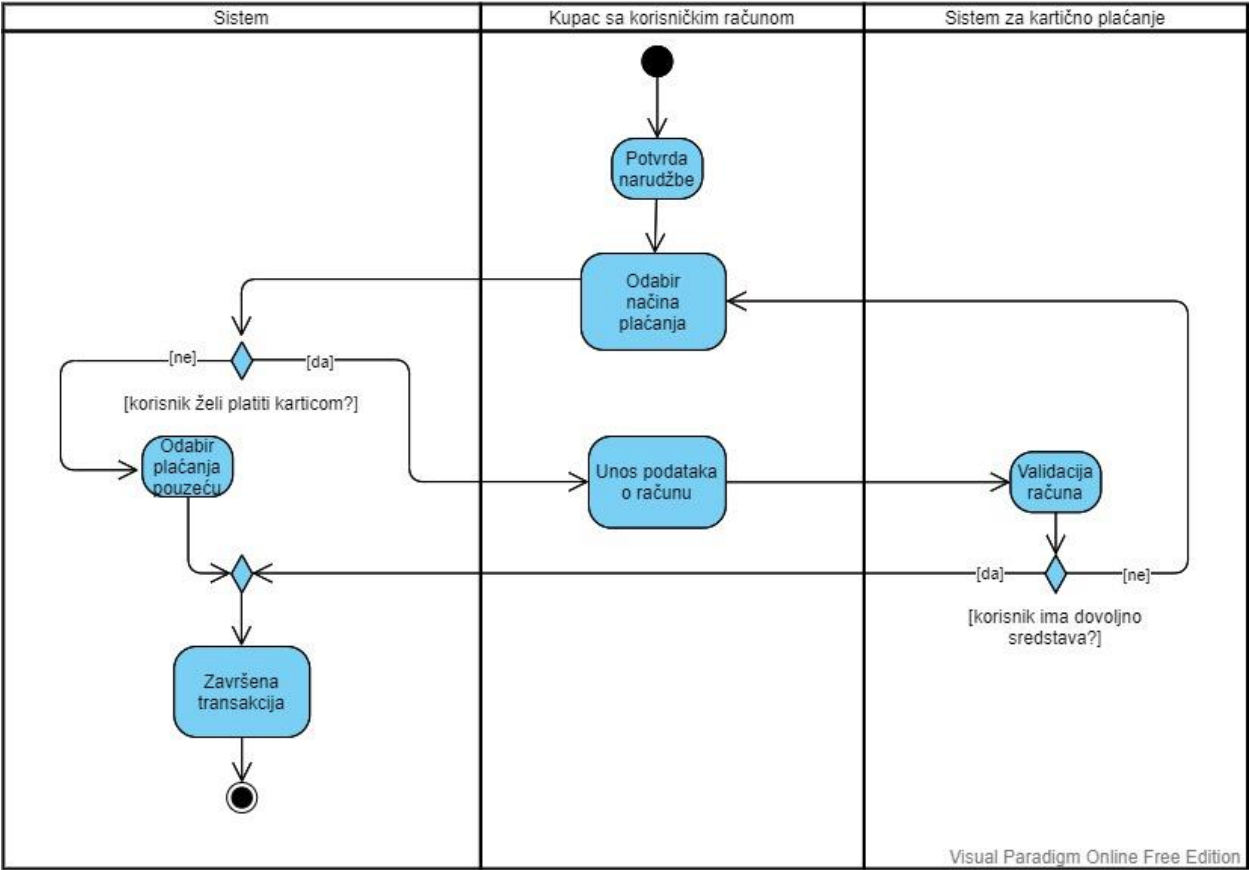 Sistem
Kupac sa korisničkim računom
Sistem za kartično plaćanje
Potvrda
narudžbe
Odabir
načina
plaćanja
[ne]
[da]
[korisnik želi platiti karticom?]
Odabir
plaćanja
pouzeću
Unos podataka
o računu
Validacija
računa
[da]
[ne]
[korisnik ima dovoljno
sredstava?]
Završena
transakcija
Visual Paradigm Online Free Edition